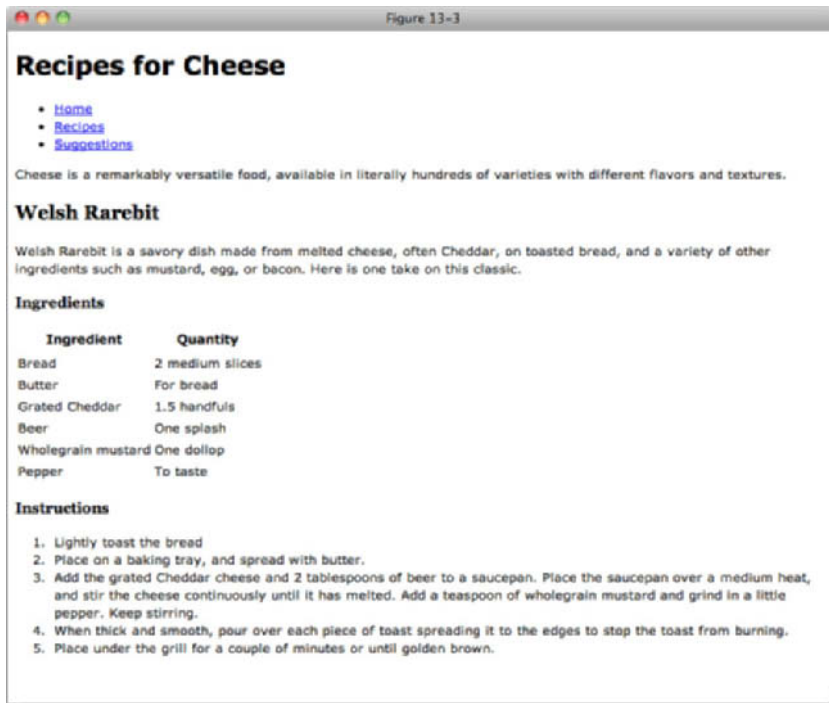 Figure 13-3
Recipes for Cheese
• Home
• Recipes
• Suggestions
Cheese is a remarkably versatile food, available in literally hundreds of varieties with different flavors and textures.
Welsh Rarebit
Welsh Rarebit is a savory dish made from melted cheese, often Cheddar, on toasted bread, and a variety of other
ingredients such as mustard, egg, or bacon. Here is one take on this classic.
Ingredients
Ingredient Quantity
Bread 2 medium slices
Butter For bread
Grated Cheddar 1.5 handfuls
Beer One splash
Wholegrain mustard One dollop
Pepper To taste
Instructions
1. Lightly toast the bread
2. Place on a baking tray, and spread with butter.
3. Add the grated Cheddar cheese and 2 tablespoons of beer to a saucepan. Place the saucepan over a medium heat,
and stir the cheese continuously until it has melted. Add a teaspoon of wholegrain mustard and grind in a little
pepper. Keep stirring.
4. When thick and smooth, pour over each piece of toast spreading it to the edges to stop the toast from burning.
5. Place under the grill for a couple of minutes or until golden brown.